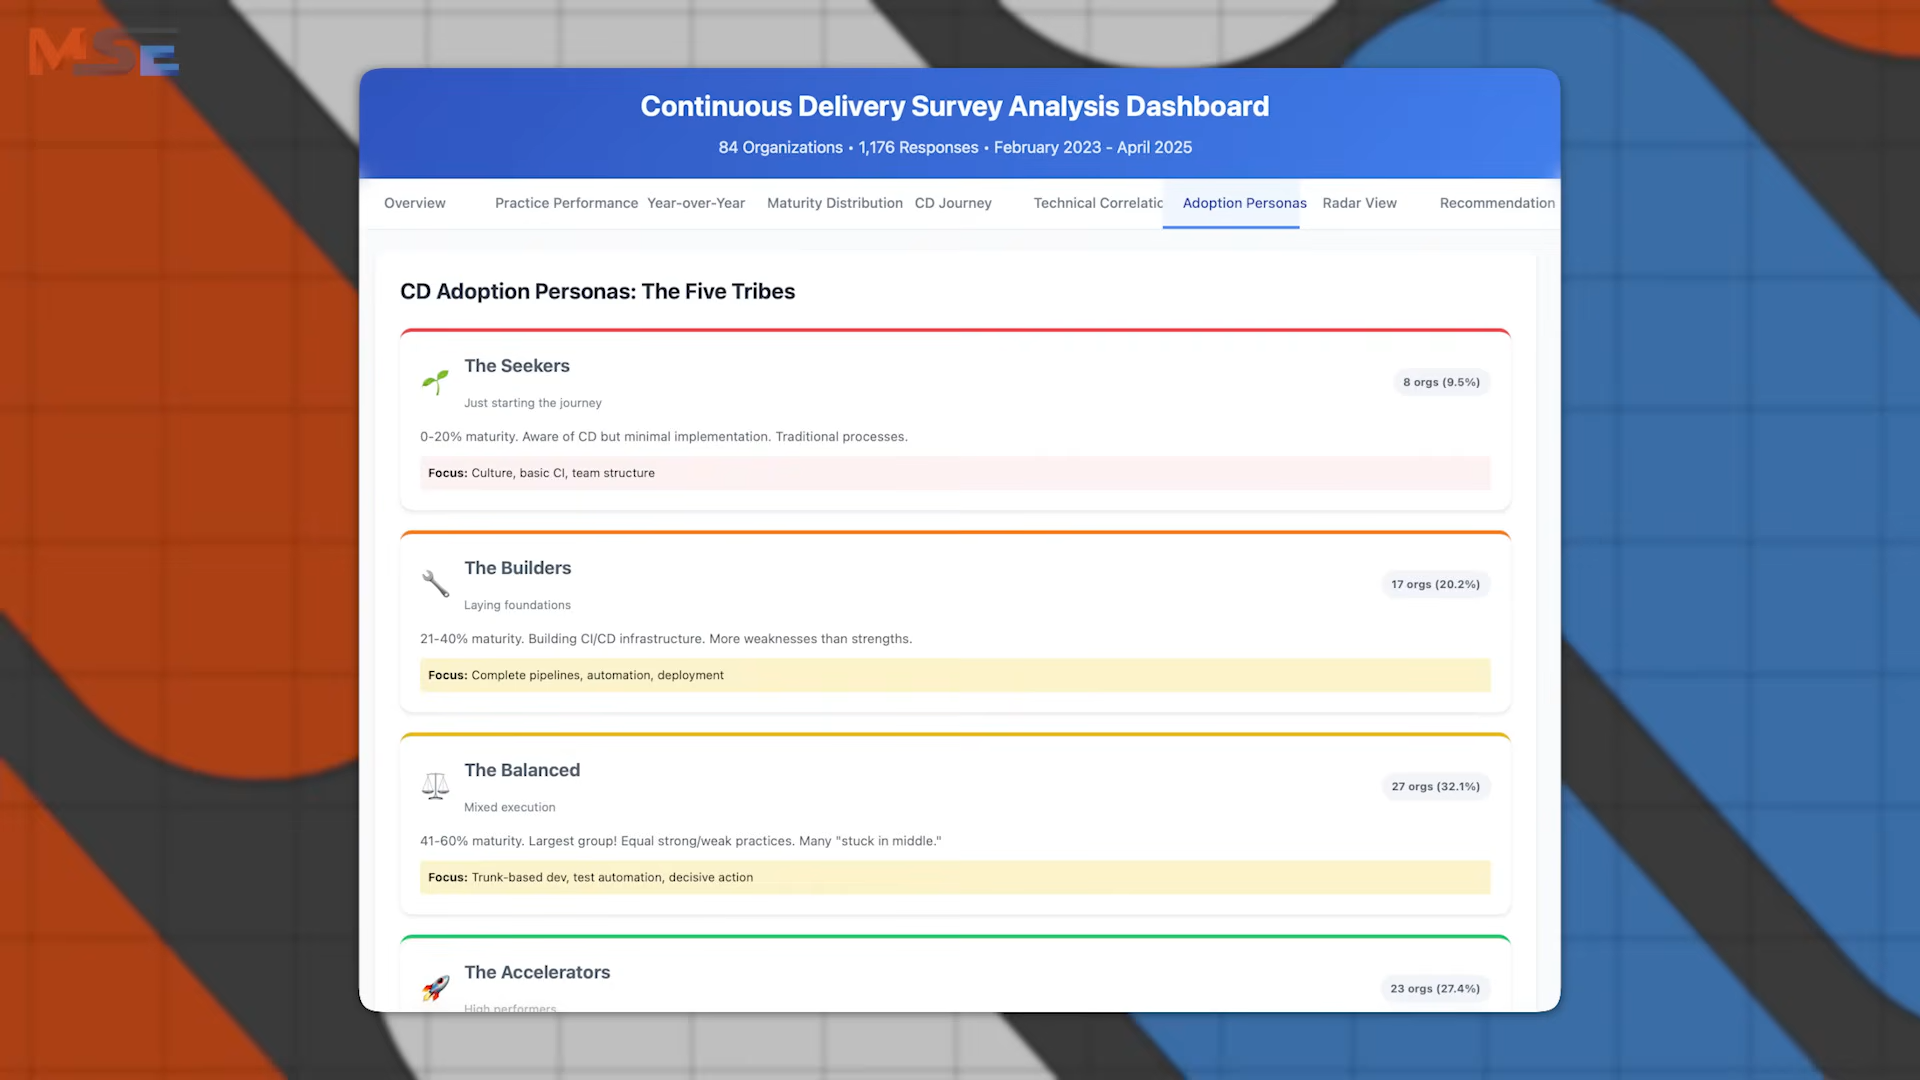 MSE
Continuous Delivery Survey Analysis Dashboard
84 Organizations • 1,176 Responses • February 2023 - April 2025
Overview Practice Performance Year-over-Year Maturity Distribution CD Journey Technical Correlatio Adoption Personas Radar View Recommendation
CD Adoption Personas: The Five Tribes
The Seekers
8 orgs (9.5%)
Just starting the journey
0-20% maturity. Aware of CD but minimal implementation. Traditional processes.
Focus: Culture, basic CI, team structure
The Builders
17 orgs (20.2%)
Laying foundations
21-40% maturity. Building CI/CD infrastructure. More weaknesses than strengths.
Focus: Complete pipelines, automation, deployment
The Balanced
27 orgs (32.1%)
Mixed execution
41-60% maturity. Largest group! Equal strong/weak practices. Many "stuck in middle."
Focus: Trunk-based dev, test automation, decisive action
The Accelerators
23 orgs (27.4%)
High performers